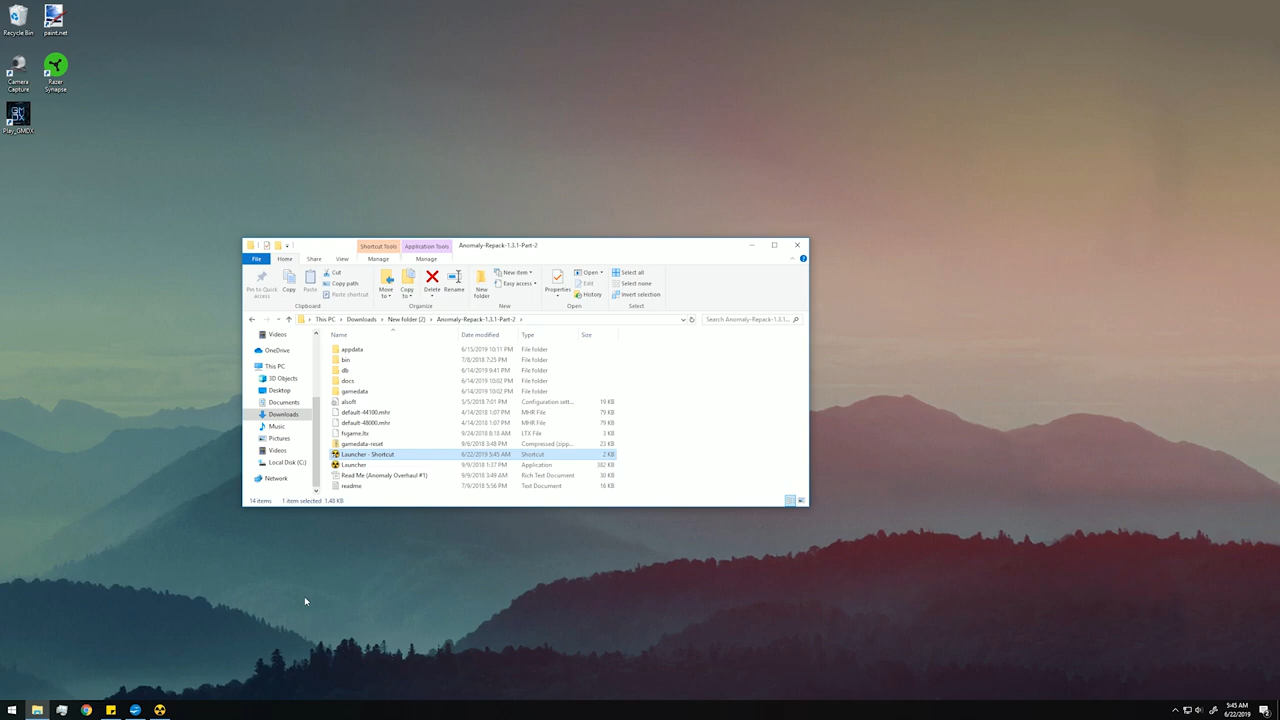 Recycle Bin
paint.net
Camera Capture
Razer Synapse
Play_GMDX
Shortcut Tools
Application Tools
Anomaly-Repack-1.3.1-Part-2
File
Home
Share
View
Manage
Manage
Pin to Quick access
Copy
Paste
Cut
Copy path
Paste shortcut
Clipboard
Move to
Copy to
Delete
Rename
Organize
New folder
New item
Easy access
New
Properties
Open
Edit
History
Open
Select all
Select none
Invert selection
Select
This PC > Downloads > New folder (2) > Anomaly-Repack-1.3.1-Part-2 >
Search Anomaly-Repack-1.3.1...
Videos
OneDrive
This PC
3D Objects
Desktop
Documents
Downloads
Music
Pictures
Videos
Local Disk (C:)
Network
Name Date modified Type Size
appdata 6/15/2019 10:11 PM File folder
bin 7/8/2018 7:25 PM File folder
db 6/14/2019 9:41 PM File folder
docs 6/14/2019 10:02 PM File folder
gamedata 6/14/2019 10:02 PM File folder
alsoft 5/5/2018 7:01 PM Configuration sett... 19 KB
default-44100.mhr 4/14/2018 1:07 PM MHR File 79 KB
default-48000.mhr 4/14/2018 1:07 PM MHR File 79 KB
fsgame.ltx 9/24/2018 8:18 AM LTX File 3 KB
gamedata-reset 9/6/2018 3:48 PM Compressed (zipp... 23 KB
Launcher - Shortcut 6/22/2019 5:45 AM Shortcut 2 KB
Launcher 9/9/2018 1:37 PM Application 382 KB
Read Me (Anomaly Overhaul #1) 9/9/2018 3:49 AM Rich Text Document 30 KB
readme 7/9/2018 5:56 PM Text Document 16 KB
14 items 1 item selected 1.48 KB
5:45 AM
6/22/2019